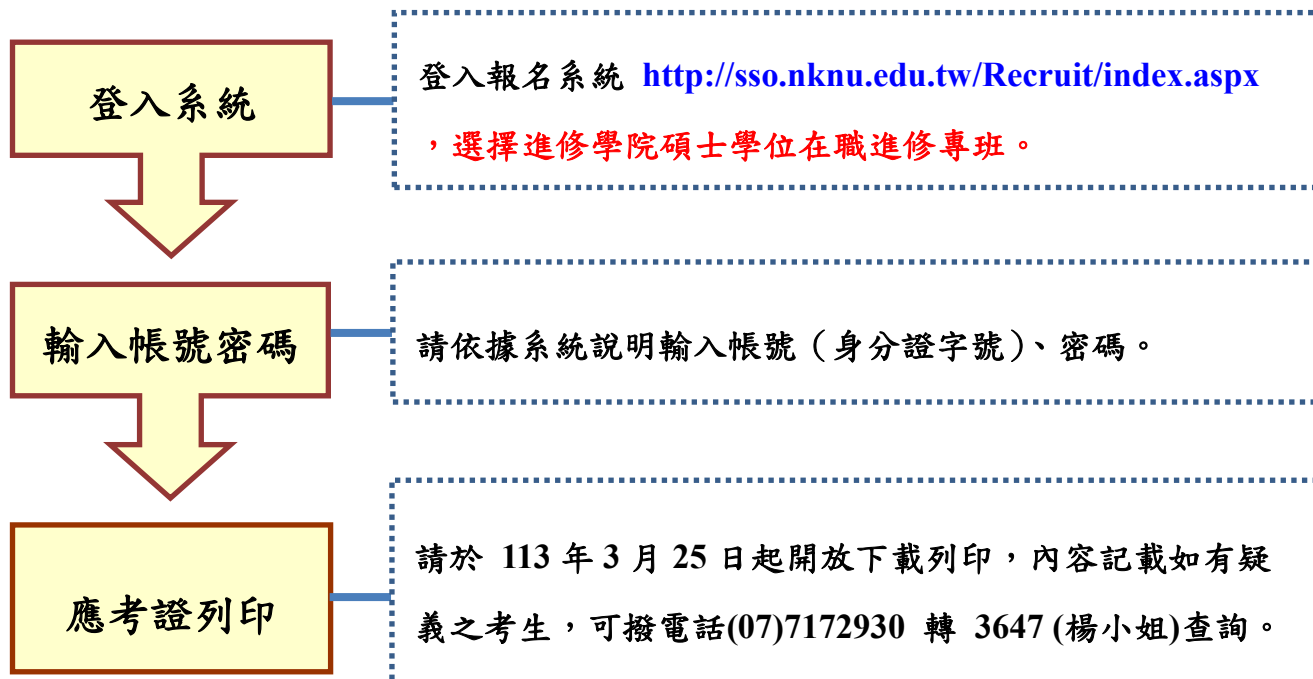 登入系統
登入報名系統 http://sso.nknu.edu.tw/Recruit/index.aspx
，選擇進修學院碩士學位在職進修專班。
輸入帳號密碼
請依據系統說明輸入帳號（身分證字號）、密碼。
應考證列印
請於 113 年 3 月 25 日起開放下載列印，內容記載如有疑
義之考生，可撥電話(07)7172930 轉 3647 (楊小姐)查詢。